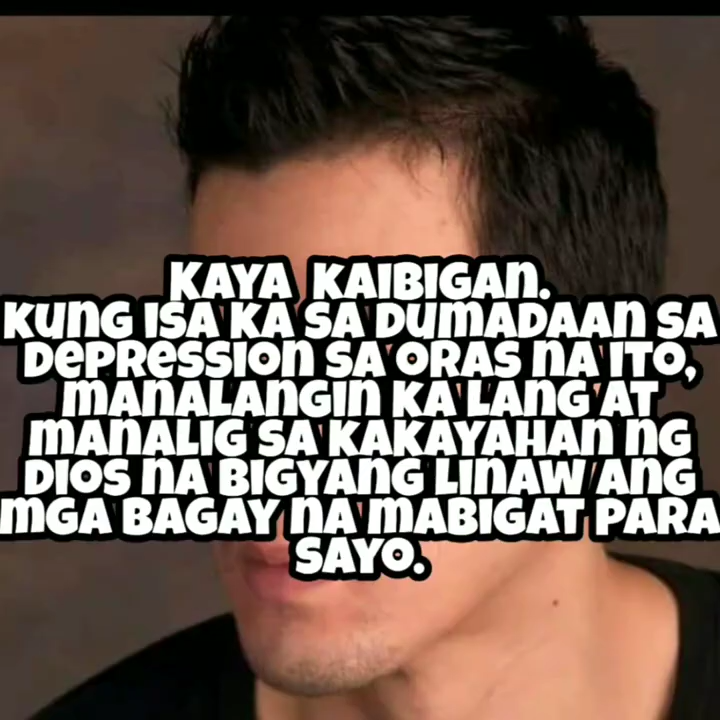 KAYA KAIBIGAN.
KUNG ISA KA SA DUMADAAN SA
DEPRESSION SA ORAS NA ITO,
MANALANGIN KA LANG AT
MANALIG SA KAKAYAHAN NG
DIOS NA BIGYANG LINAW ANG
MGA BAGAY NA MABIGAT PARA
SAYO.